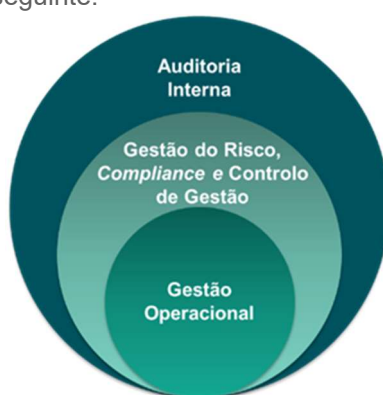 seguinte:
Auditoria
Interna
Gestão do Risco,
Compliance e Controlo
de Gestão
Gestão
Operacional